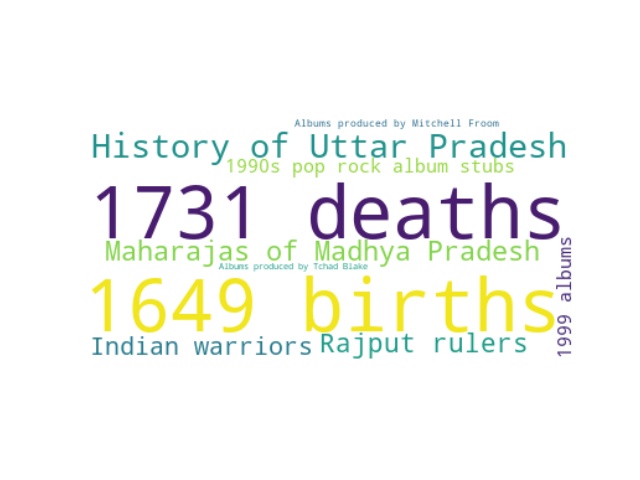 Albums produced by Mitchell Froom
History of Uttar Pradesh
1990s pop rock album stubs
1731 deaths
Maharajas of Madhya Pradesh
Albums produced by Tchad Blake
1649 births
1999 albums
Indian warriors
Rajput rulers